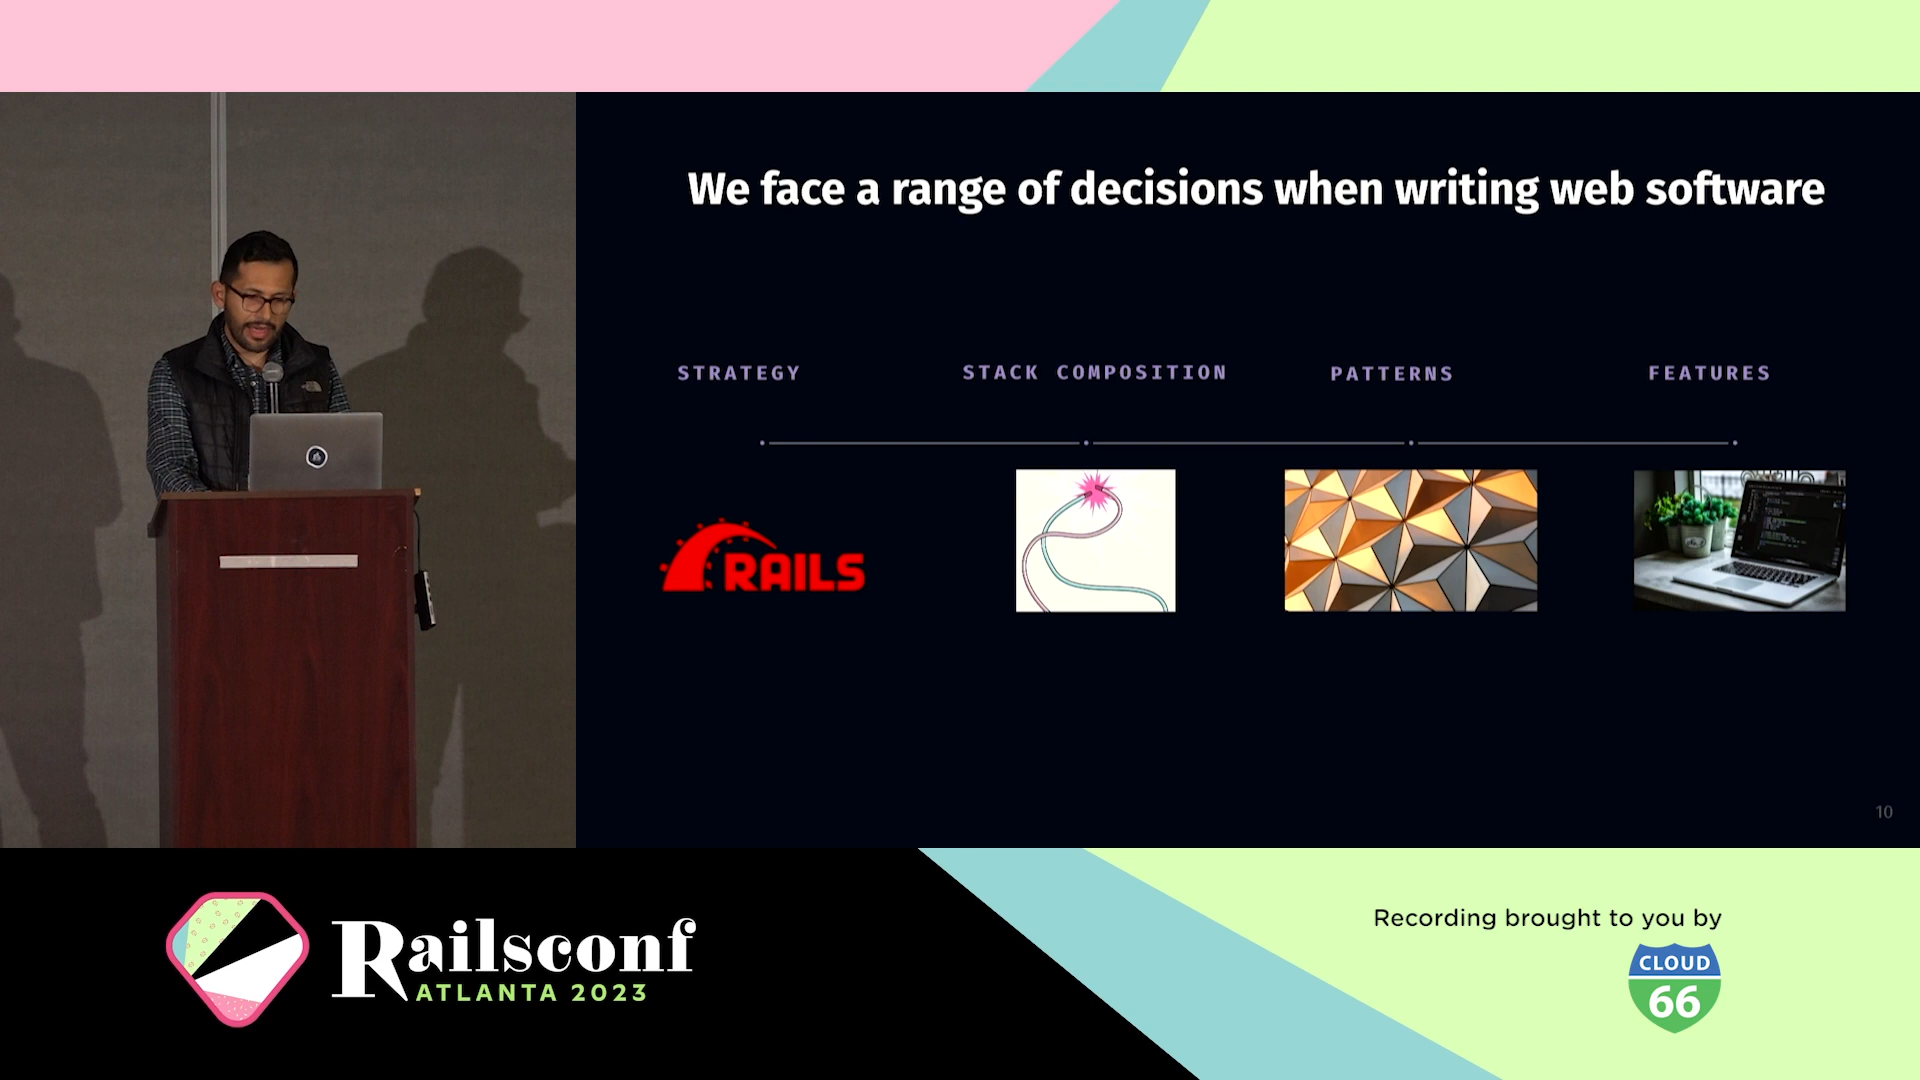 We face a range of decisions when writing web software
STRATEGY
STACK COMPOSITION
PATTERNS
FEATURES
RAILS
10
Railsconf
ATLANTA 2023
Recording brought to you by
CLOUD
66